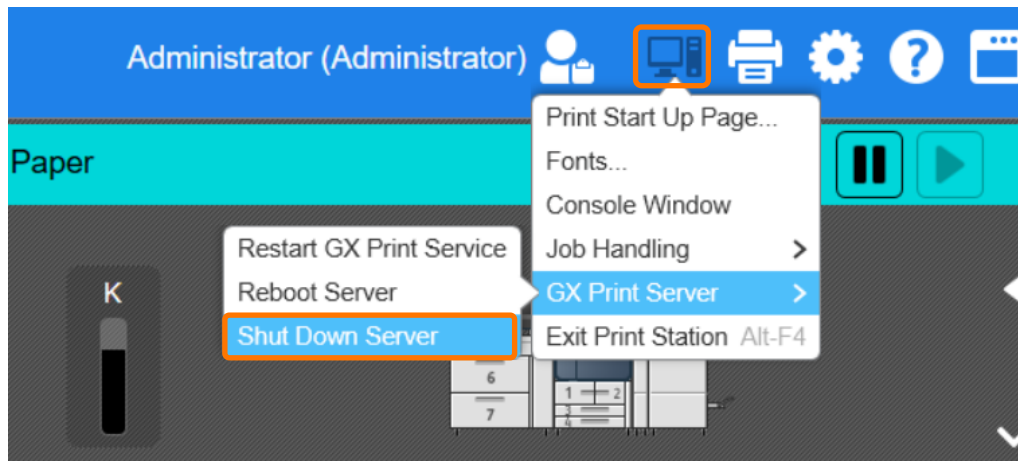 Administrator (Administrator)
Print Start Up Page...
Paper
Fonts...
Console Window
Restart GX Print Service
Job Handling
K
Reboot Server
GX Print Server
Shut Down Server
Exit Print Station Alt-F4
6
1 2
7
3
4